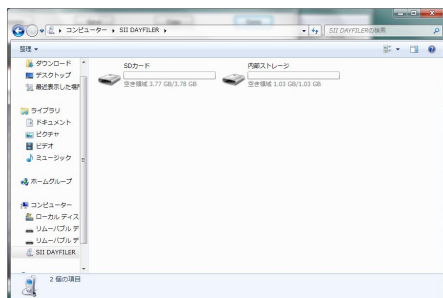 コンピューター ▸ SII DAYFILER
SII DAYFILERの検索
整理 ▼
ダウンロード
デスクトップ
最近表示した場所
ライブラリ
ドキュメント
ピクチャ
ビデオ
ミュージック
ホームグループ
コンピューター
ローカル ディス
リムーバブル デ
リムーバブル デ
SII DAYFILER
SDカード
空き領域 3.77 GB/3.78 GB
内部ストレージ
空き領域 1.03 GB/1.03 GB
2 個の項目